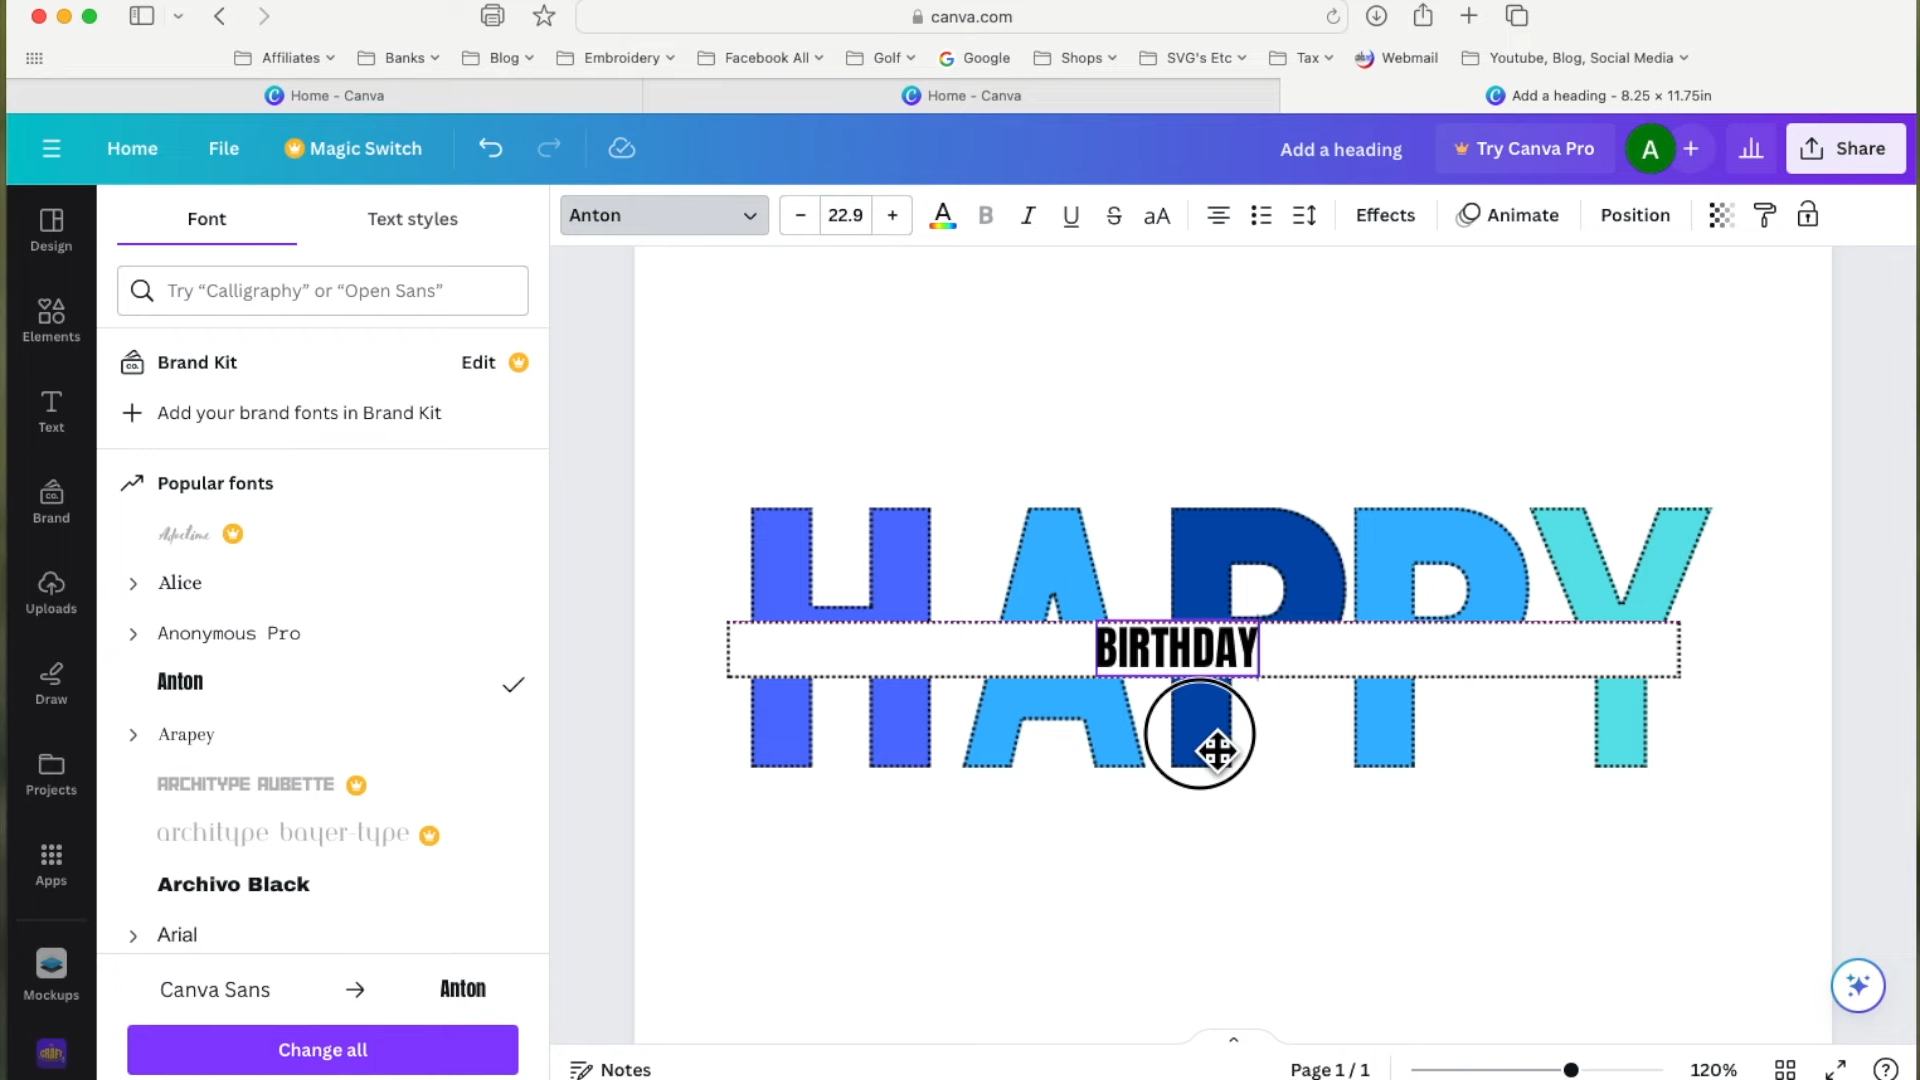 canva.com
Affiliates
Banks
Blog
Embroidery
Facebook All
Golf
Google
Shops
SVG's Etc
Tax
Webmail
Youtube, Blog, Social Media
Home - Canva
Home - Canva
Add a heading - 8.25 × 11.75in
Home
File
Magic Switch
Add a heading
Try Canva Pro
A
+
Share
Font
Text styles
Anton
– 22.9 +
A B I U S aA
Effects
Animate
Position
Design
Elements
Text
Brand
Uploads
Draw
Projects
Apps
Mockups
CRAFT
Try “Calligraphy” or “Open Sans”
Brand Kit
Edit
Add your brand fonts in Brand Kit
Popular fonts
Alice
Anonymous Pro
Anton
Arapey
ARCHITYPE AUBETTE
architype bayer-type
Archivo Black
Arial
Canva Sans → Anton
Change all
HAPPY
BIRTHDAY
Notes
Page 1 / 1
120%
?